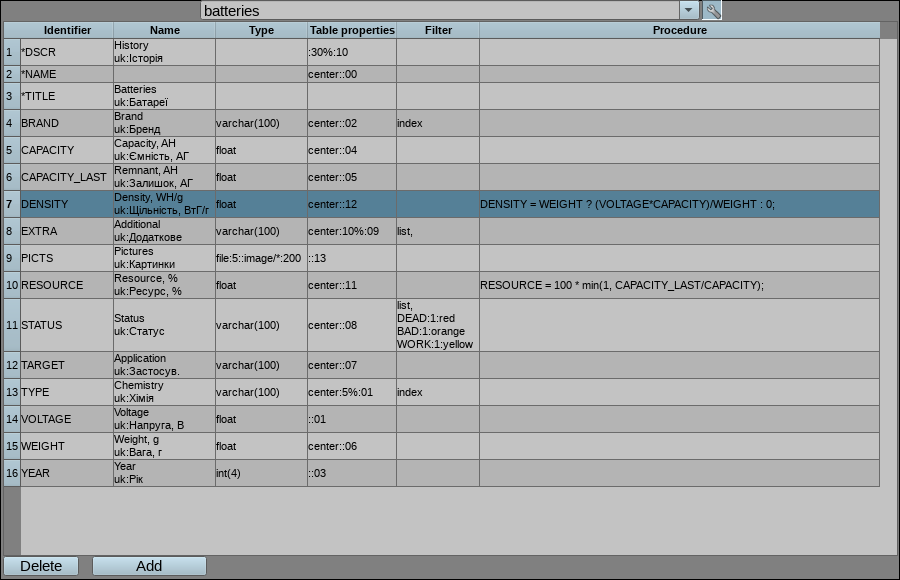 batteries
Identifier Name Type Table properties Filter Procedure
1 *DSCR History uk:Історія :30%:10
2 *NAME center::00
3 *TITLE Batteries uk:Батареї
4 BRAND Brand uk:Бренд varchar(100) center::02 index
5 CAPACITY Capacity, AH uk:Ємність, АГ float center::04
6 CAPACITY_LAST Remnant, AH uk:Залишок, АГ float center::05
7 DENSITY Density, WH/g uk:Щільність, ВтГ/г float center::12 DENSITY = WEIGHT ? (VOLTAGE*CAPACITY)/WEIGHT : 0;
8 EXTRA Additional uk:Додаткове varchar(100) center:10%:09 list,
9 PICTS Pictures uk:Картинки file:5::image/*:200 ::13
10 RESOURCE Resource, % uk:Ресурс, % float center::11 RESOURCE = 100 * min(1, CAPACITY_LAST/CAPACITY);
11 STATUS Status uk:Статус varchar(100) center::08 list, DEAD:1:red BAD:1:orange WORK:1:yellow
12 TARGET Application uk:Застосув. varchar(100) center::07
13 TYPE Chemistry uk:Хімія varchar(100) center:5%:01 index
14 VOLTAGE Voltage uk:Напруга, В float ::01
15 WEIGHT Weight, g uk:Вага, г float center::06
16 YEAR Year uk:Рік int(4) ::03
Delete Add